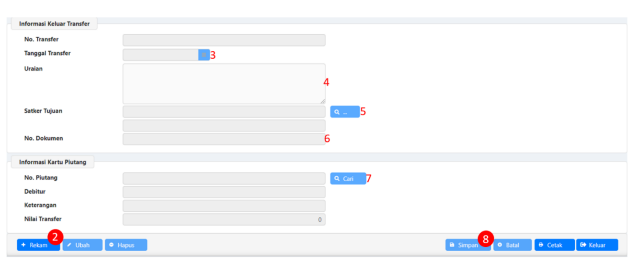 Informasi Keluar Transfer
No. Transfer
Tanggal Transfer 3
Uraian
4
Satker Tujuan ... 5
No. Dokumen 6
Informasi Kartu Piutang
No. Piutang Cari 7
Debitur
Keterangan
Nilai Transfer
2 8
+ Rekam Ubah Hapus Simpan Batal Cetak Keluar